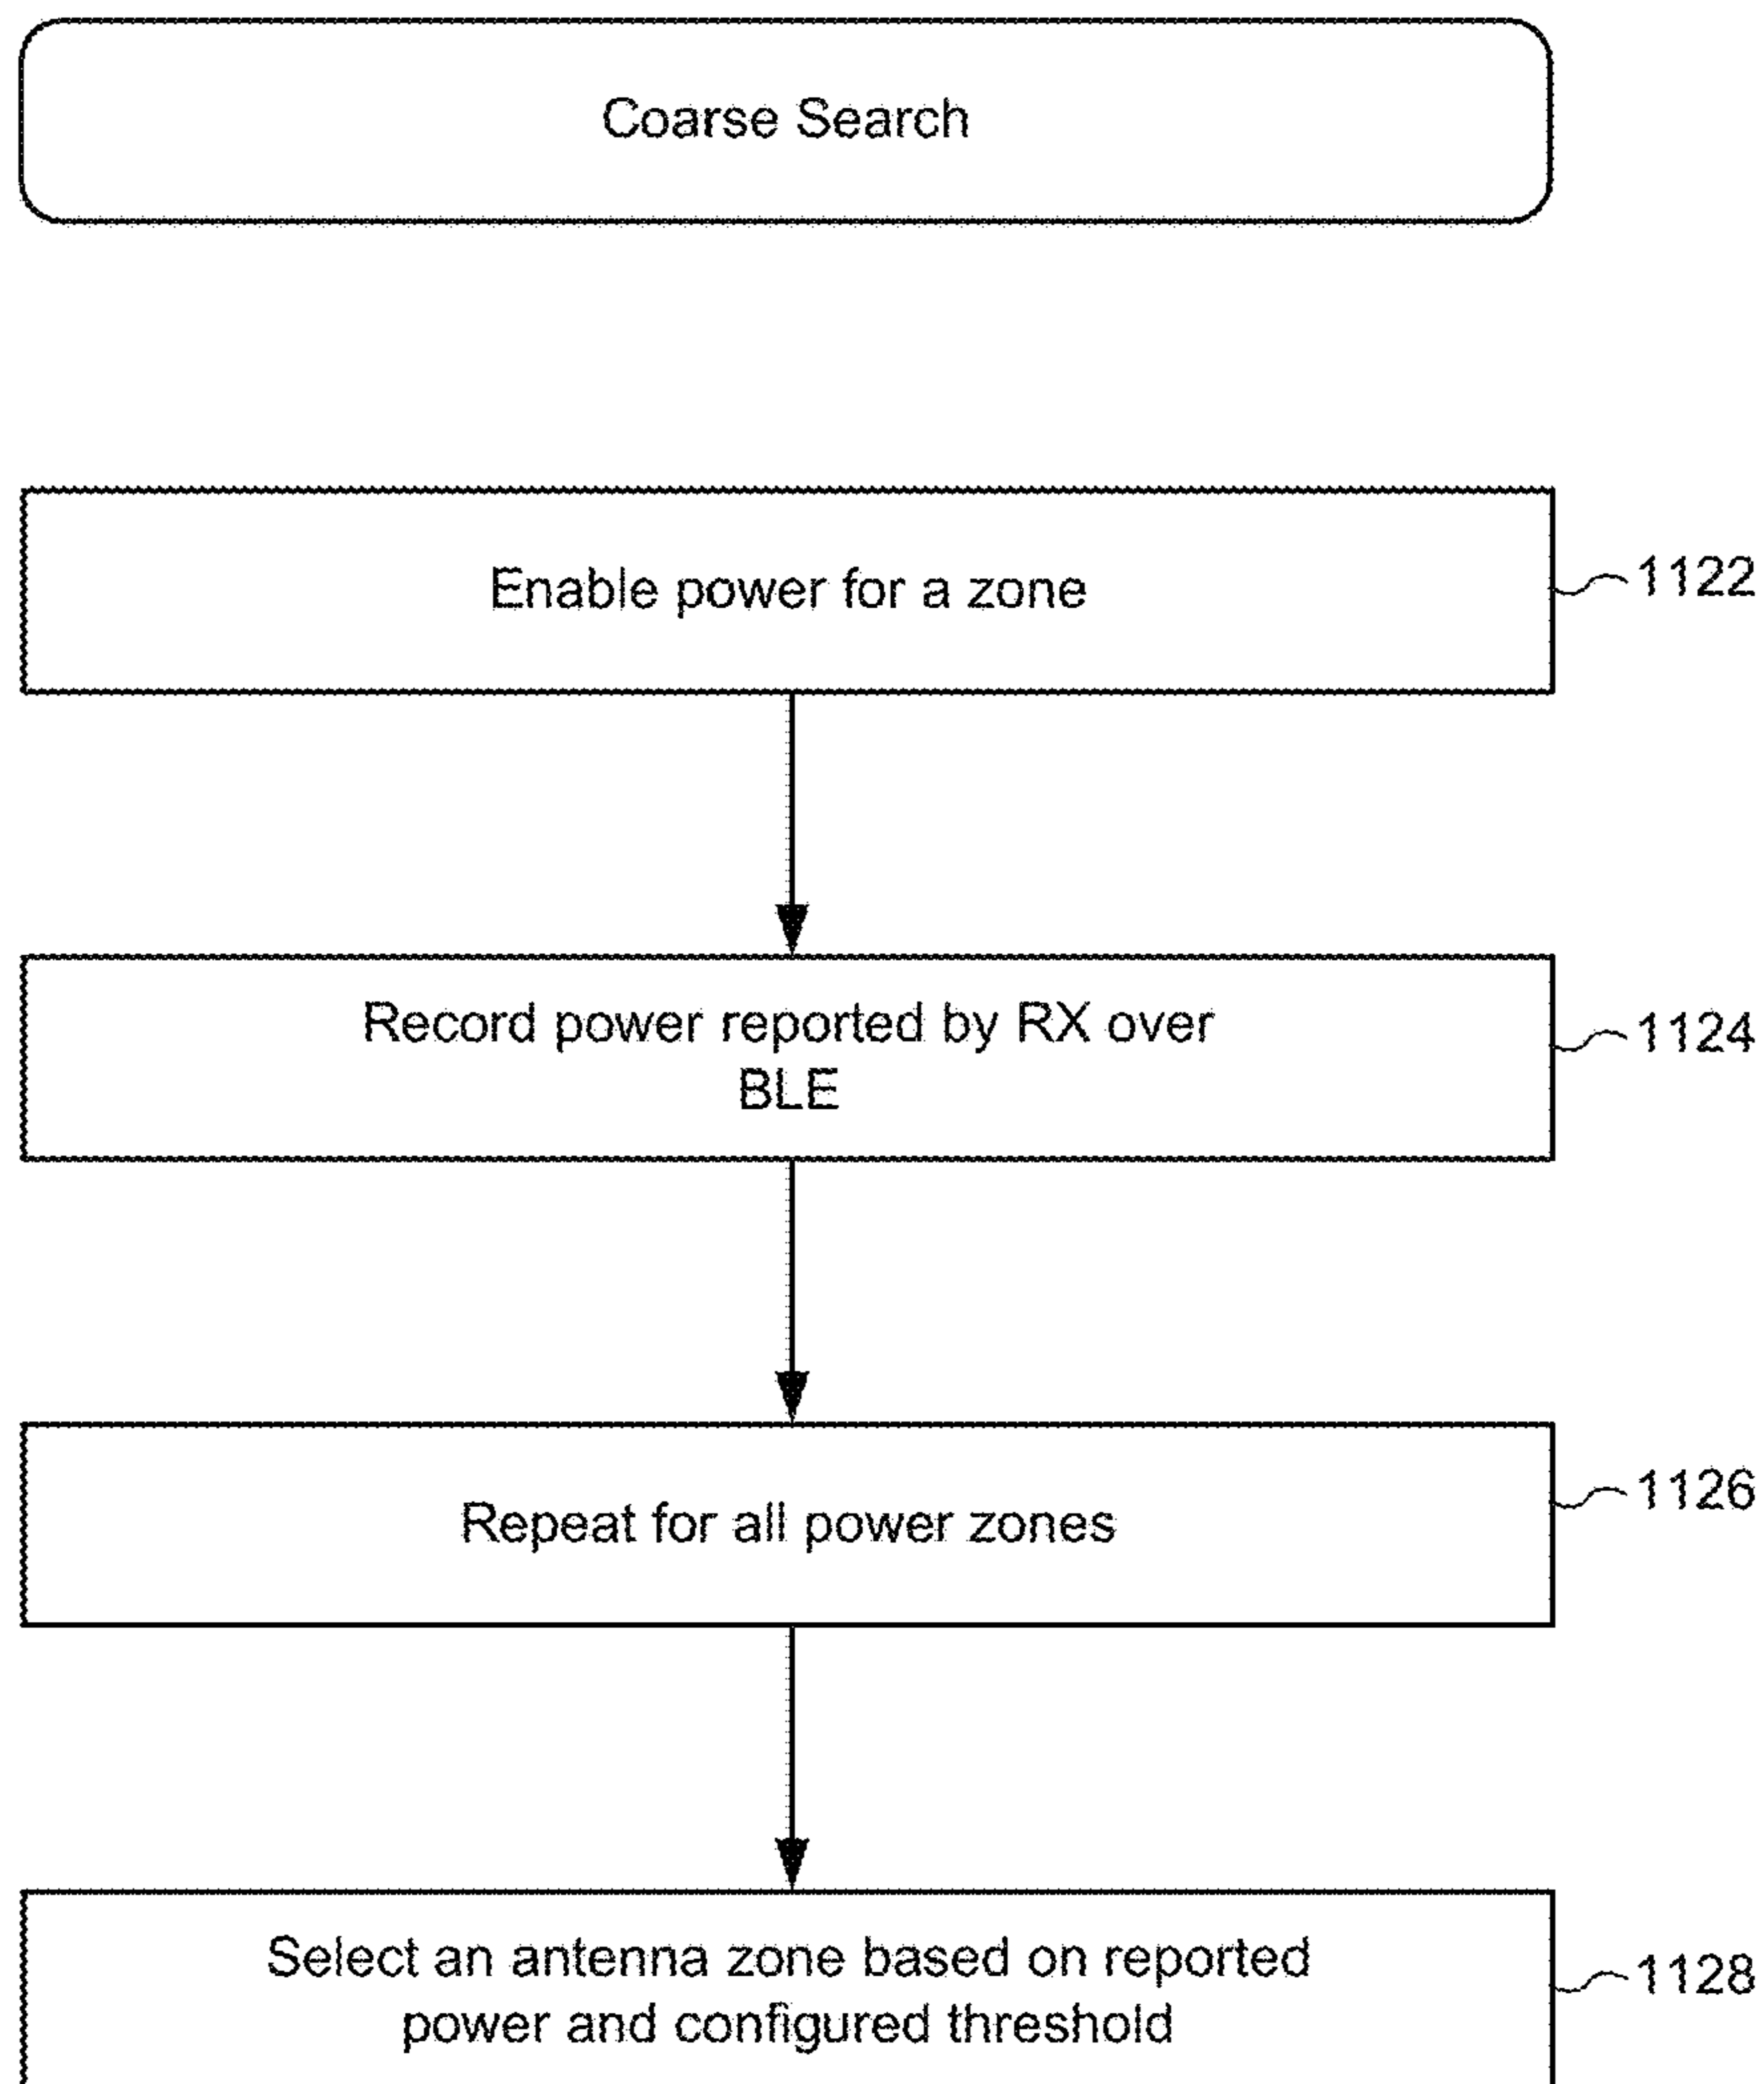 Coarse Search
Enable power for a zone
1122
Record power reported by RX over
BLE
1124
Repeat for all power zones
1126
Select an antenna zone based on reported
power and configured threshold
1128